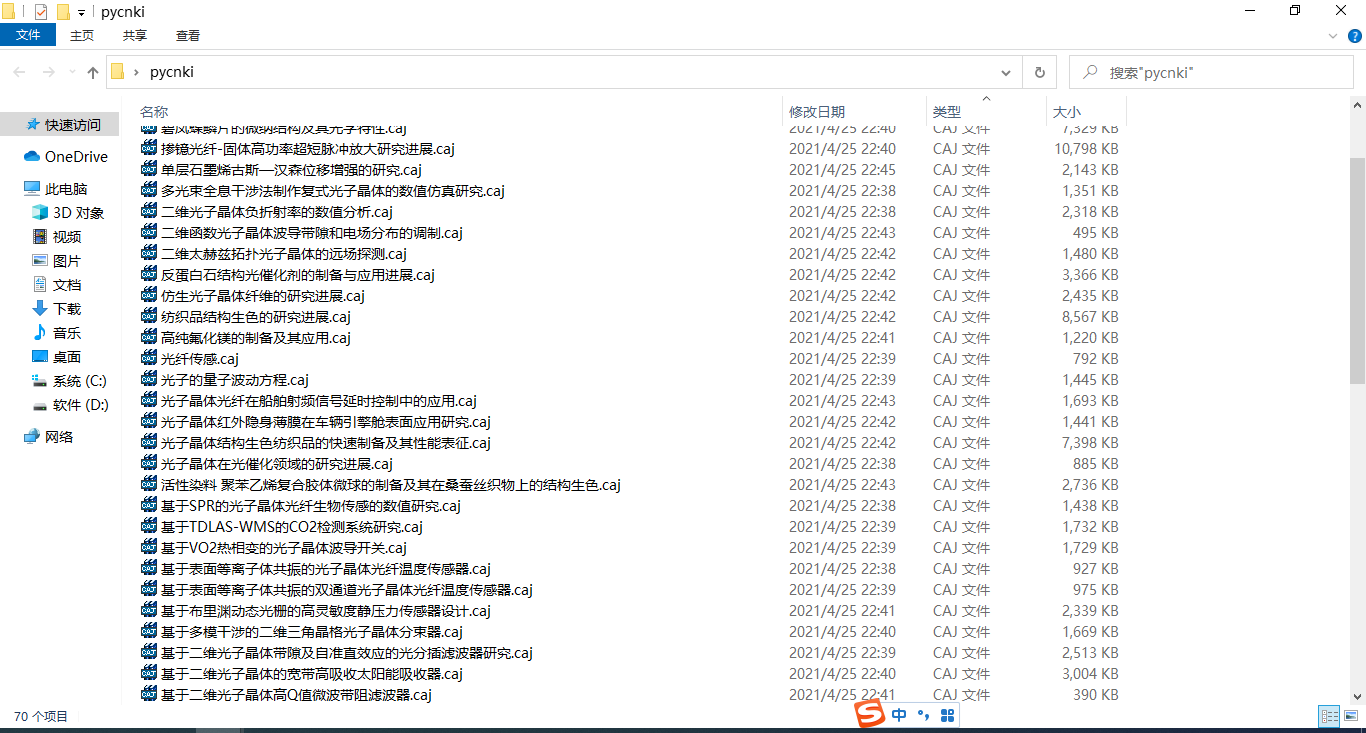 pycnki
文件 主页 共享 查看
pycnki
搜索"pycnki"
快速访问
OneDrive
此电脑
3D 对象
视频
图片
文档
下载
音乐
桌面
系统 (C:)
软件 (D:)
网络
名称 修改日期 类型 大小
碧凤蝶鳞片的微纳结构及其光学特性.caj 2021/4/25 22:40 CAJ 文件 7,329 KB
掺镱光纤-固体高功率超短脉冲放大研究进展.caj 2021/4/25 22:40 CAJ 文件 10,798 KB
单层石墨烯古斯—汉森位移增强的研究.caj 2021/4/25 22:45 CAJ 文件 2,143 KB
多光束全息干涉法制作复式光子晶体的数值仿真研究.caj 2021/4/25 22:38 CAJ 文件 1,351 KB
二维光子晶体负折射率的数值分析.caj 2021/4/25 22:38 CAJ 文件 2,318 KB
二维函数光子晶体波导带隙和电场分布的调制.caj 2021/4/25 22:43 CAJ 文件 495 KB
二维太赫兹拓扑光子晶体的远场探测.caj 2021/4/25 22:42 CAJ 文件 1,480 KB
反蛋白石结构光催化剂的制备与应用进展.caj 2021/4/25 22:42 CAJ 文件 3,366 KB
仿生光子晶体纤维的研究进展.caj 2021/4/25 22:42 CAJ 文件 2,435 KB
纺织品结构生色的研究进展.caj 2021/4/25 22:42 CAJ 文件 8,567 KB
高纯氟化镁的制备及其应用.caj 2021/4/25 22:41 CAJ 文件 1,220 KB
光纤传感.caj 2021/4/25 22:39 CAJ 文件 792 KB
光子的量子波动方程.caj 2021/4/25 22:39 CAJ 文件 1,445 KB
光子晶体光纤在船舶射频信号延时控制中的应用.caj 2021/4/25 22:43 CAJ 文件 1,693 KB
光子晶体红外隐身薄膜在车辆引擎舱表面应用研究.caj 2021/4/25 22:42 CAJ 文件 1,441 KB
光子晶体结构生色纺织品的快速制备及其性能表征.caj 2021/4/25 22:42 CAJ 文件 7,398 KB
光子晶体在光催化领域的研究进展.caj 2021/4/25 22:38 CAJ 文件 885 KB
活性染料 聚苯乙烯复合胶体微球的制备及其在桑蚕丝织物上的结构生色.caj 2021/4/25 22:43 CAJ 文件 2,736 KB
基于SPR的光子晶体光纤生物传感的数值研究.caj 2021/4/25 22:38 CAJ 文件 1,438 KB
基于TDLAS-WMS的CO2检测系统研究.caj 2021/4/25 22:39 CAJ 文件 1,732 KB
基于VO2热相变的光子晶体波导开关.caj 2021/4/25 22:39 CAJ 文件 1,729 KB
基于表面等离子体共振的光子晶体光纤温度传感器.caj 2021/4/25 22:38 CAJ 文件 927 KB
基于表面等离子体共振的双通道光子晶体光纤温度传感器.caj 2021/4/25 22:39 CAJ 文件 975 KB
基于布里渊动态光栅的高灵敏度静压力传感器设计.caj 2021/4/25 22:41 CAJ 文件 2,339 KB
基于多模干涉的二维三角晶格光子晶体分束器.caj 2021/4/25 22:40 CAJ 文件 1,669 KB
基于二维光子晶体带隙及自准直效应的光分插滤波器研究.caj 2021/4/25 22:39 CAJ 文件 2,513 KB
基于二维光子晶体的宽带高吸收太阳能吸收器.caj 2021/4/25 22:40 CAJ 文件 3,004 KB
基于二维光子晶体高Q值微波带阻滤波器.caj 2021/4/25 22:41 CAJ 文件 390 KB
70 个项目
中